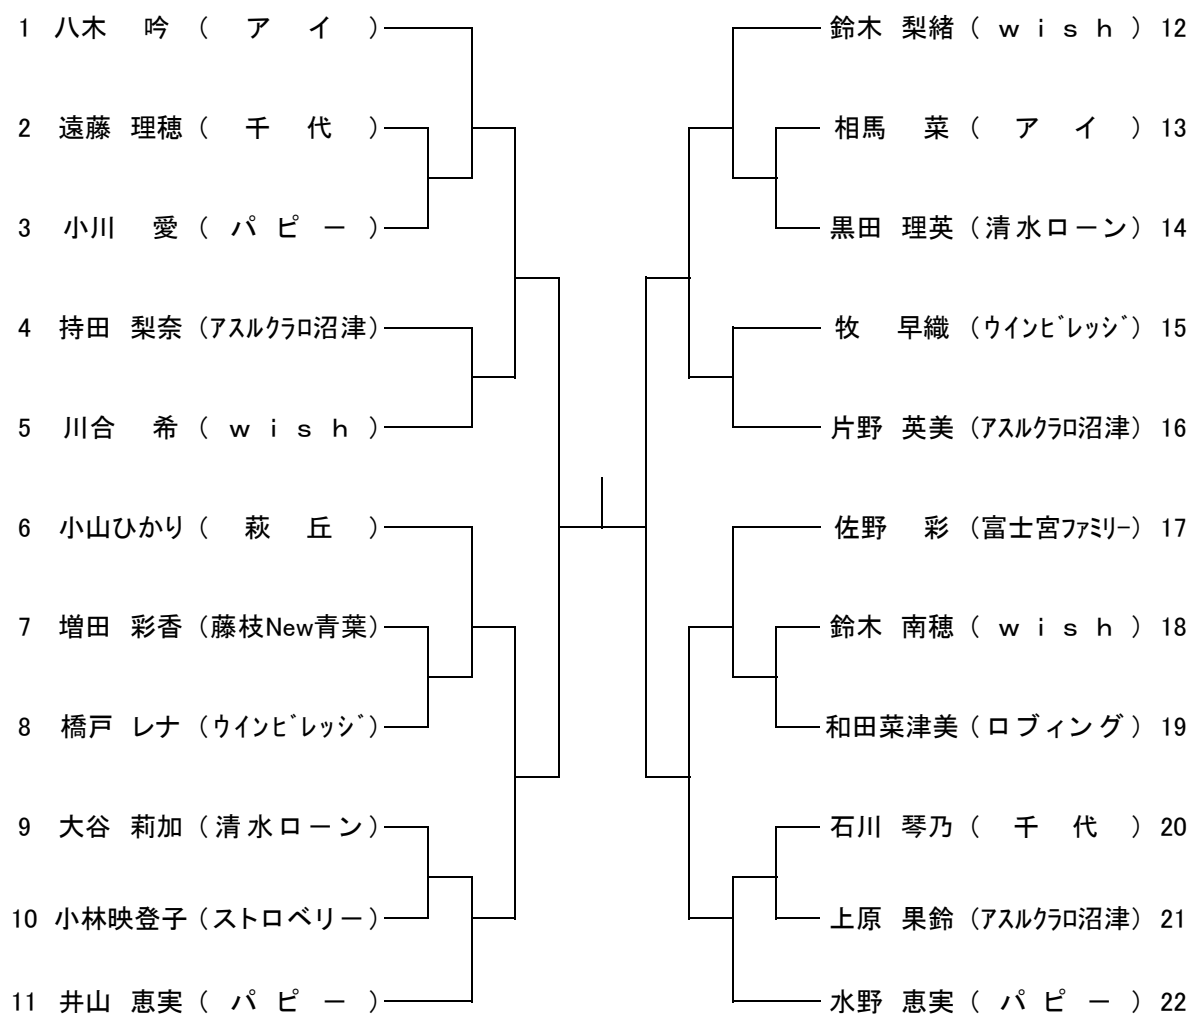 1 八木 吟 ( ア イ )
2 遠藤 理穂 ( 千 代 )
3 小川 愛 ( パ ピ ー )
4 持田 梨奈 (ｱｽﾙｸﾗﾛ沼津)
5 川合 希 ( ｗ ｉ ｓ ｈ )
6 小山ひかり ( 萩 丘 )
7 増田 彩香 (藤枝New青葉)
8 橋戸 レナ (ｳｲﾝﾋﾞﾚｯｼﾞ)
9 大谷 莉加 (清水ローン)
10 小林映登子 (ストロベリー)
11 井山 恵実 ( パ ピ ー )
鈴木 梨緒 ( ｗ ｉ ｓ ｈ ) 12
相馬 菜 ( ア イ ) 13
黒田 理英 (清水ローン) 14
牧 早織 (ｳｲﾝﾋﾞﾚｯｼﾞ) 15
片野 英美 (ｱｽﾙｸﾗﾛ沼津) 16
佐野 彩 (富士宮ﾌｧﾐﾘｰ) 17
鈴木 南穂 ( ｗ ｉ ｓ ｈ ) 18
和田菜津美 (ロブィング) 19
石川 琴乃 ( 千 代 ) 20
上原 果鈴 (ｱｽﾙｸﾗﾛ沼津) 21
水野 恵実 ( パ ピ ー ) 22